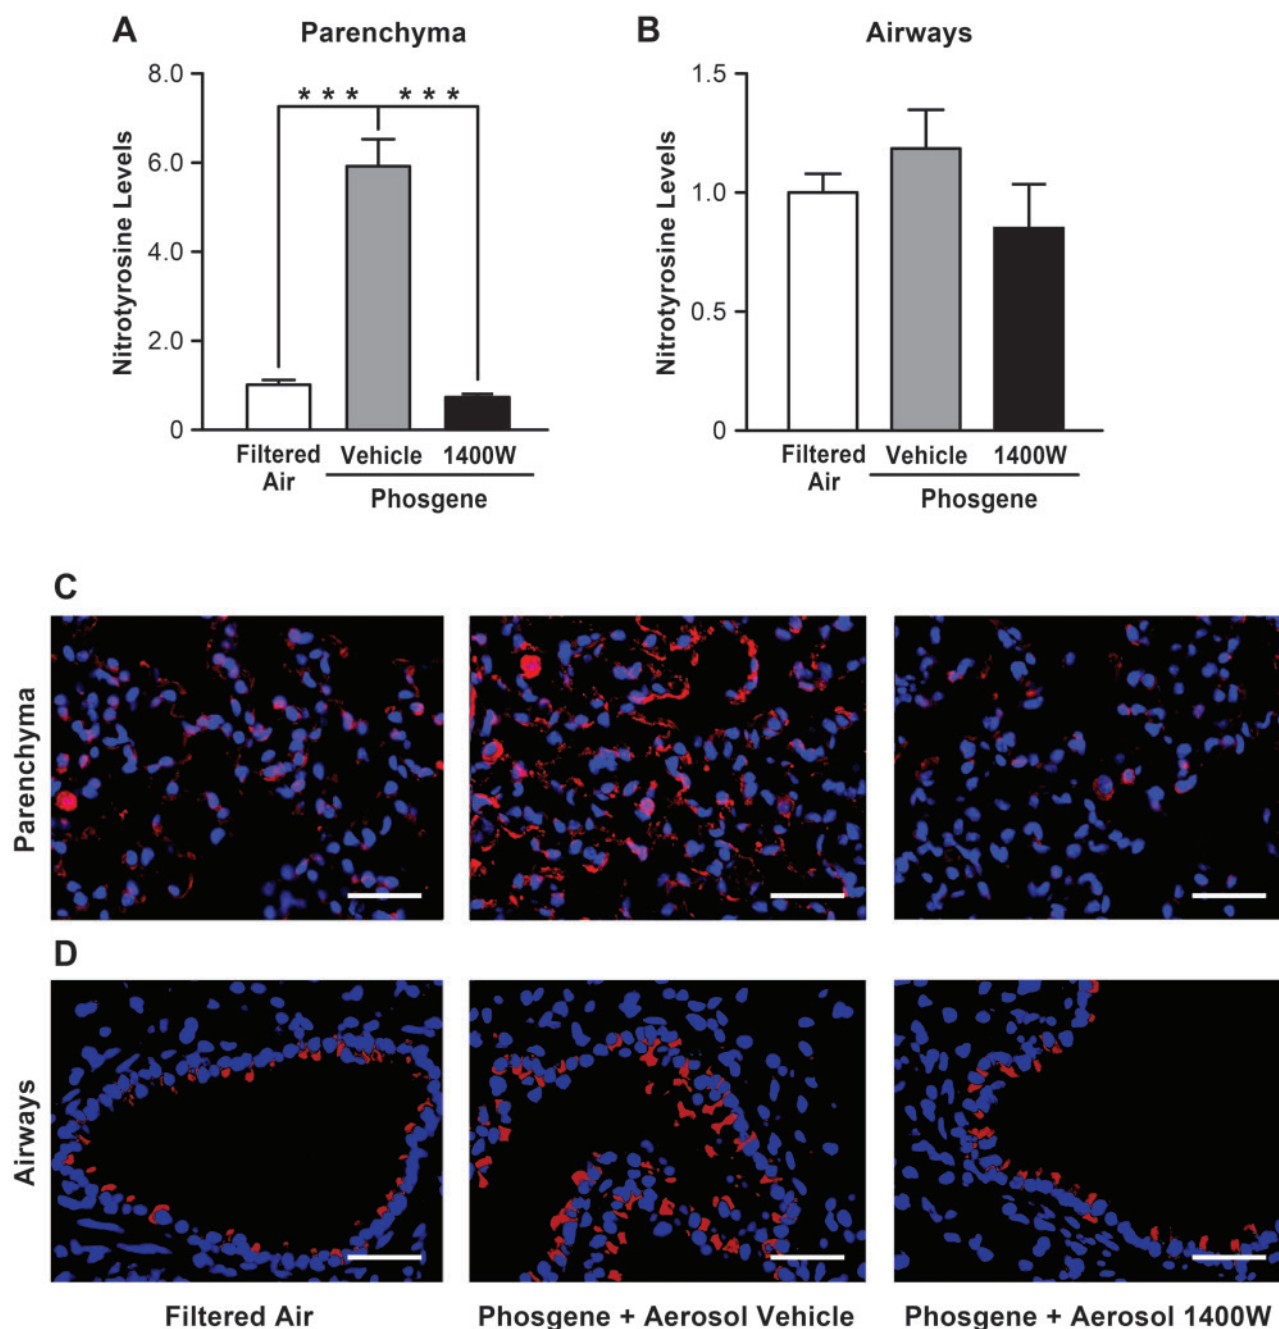 A Parenchyma
8.0
6.0
4.0
2.0
0
Nitrotyrosine Levels
* * * * * *
Filtered Air
Vehicle
1400W
Phosgene
B Airways
1.5
1.0
0.5
0
Nitrotyrosine Levels
Filtered Air
Vehicle
1400W
Phosgene
C
Parenchyma
D
Airways
Filtered Air
Phosgene + Aerosol Vehicle
Phosgene + Aerosol 1400W